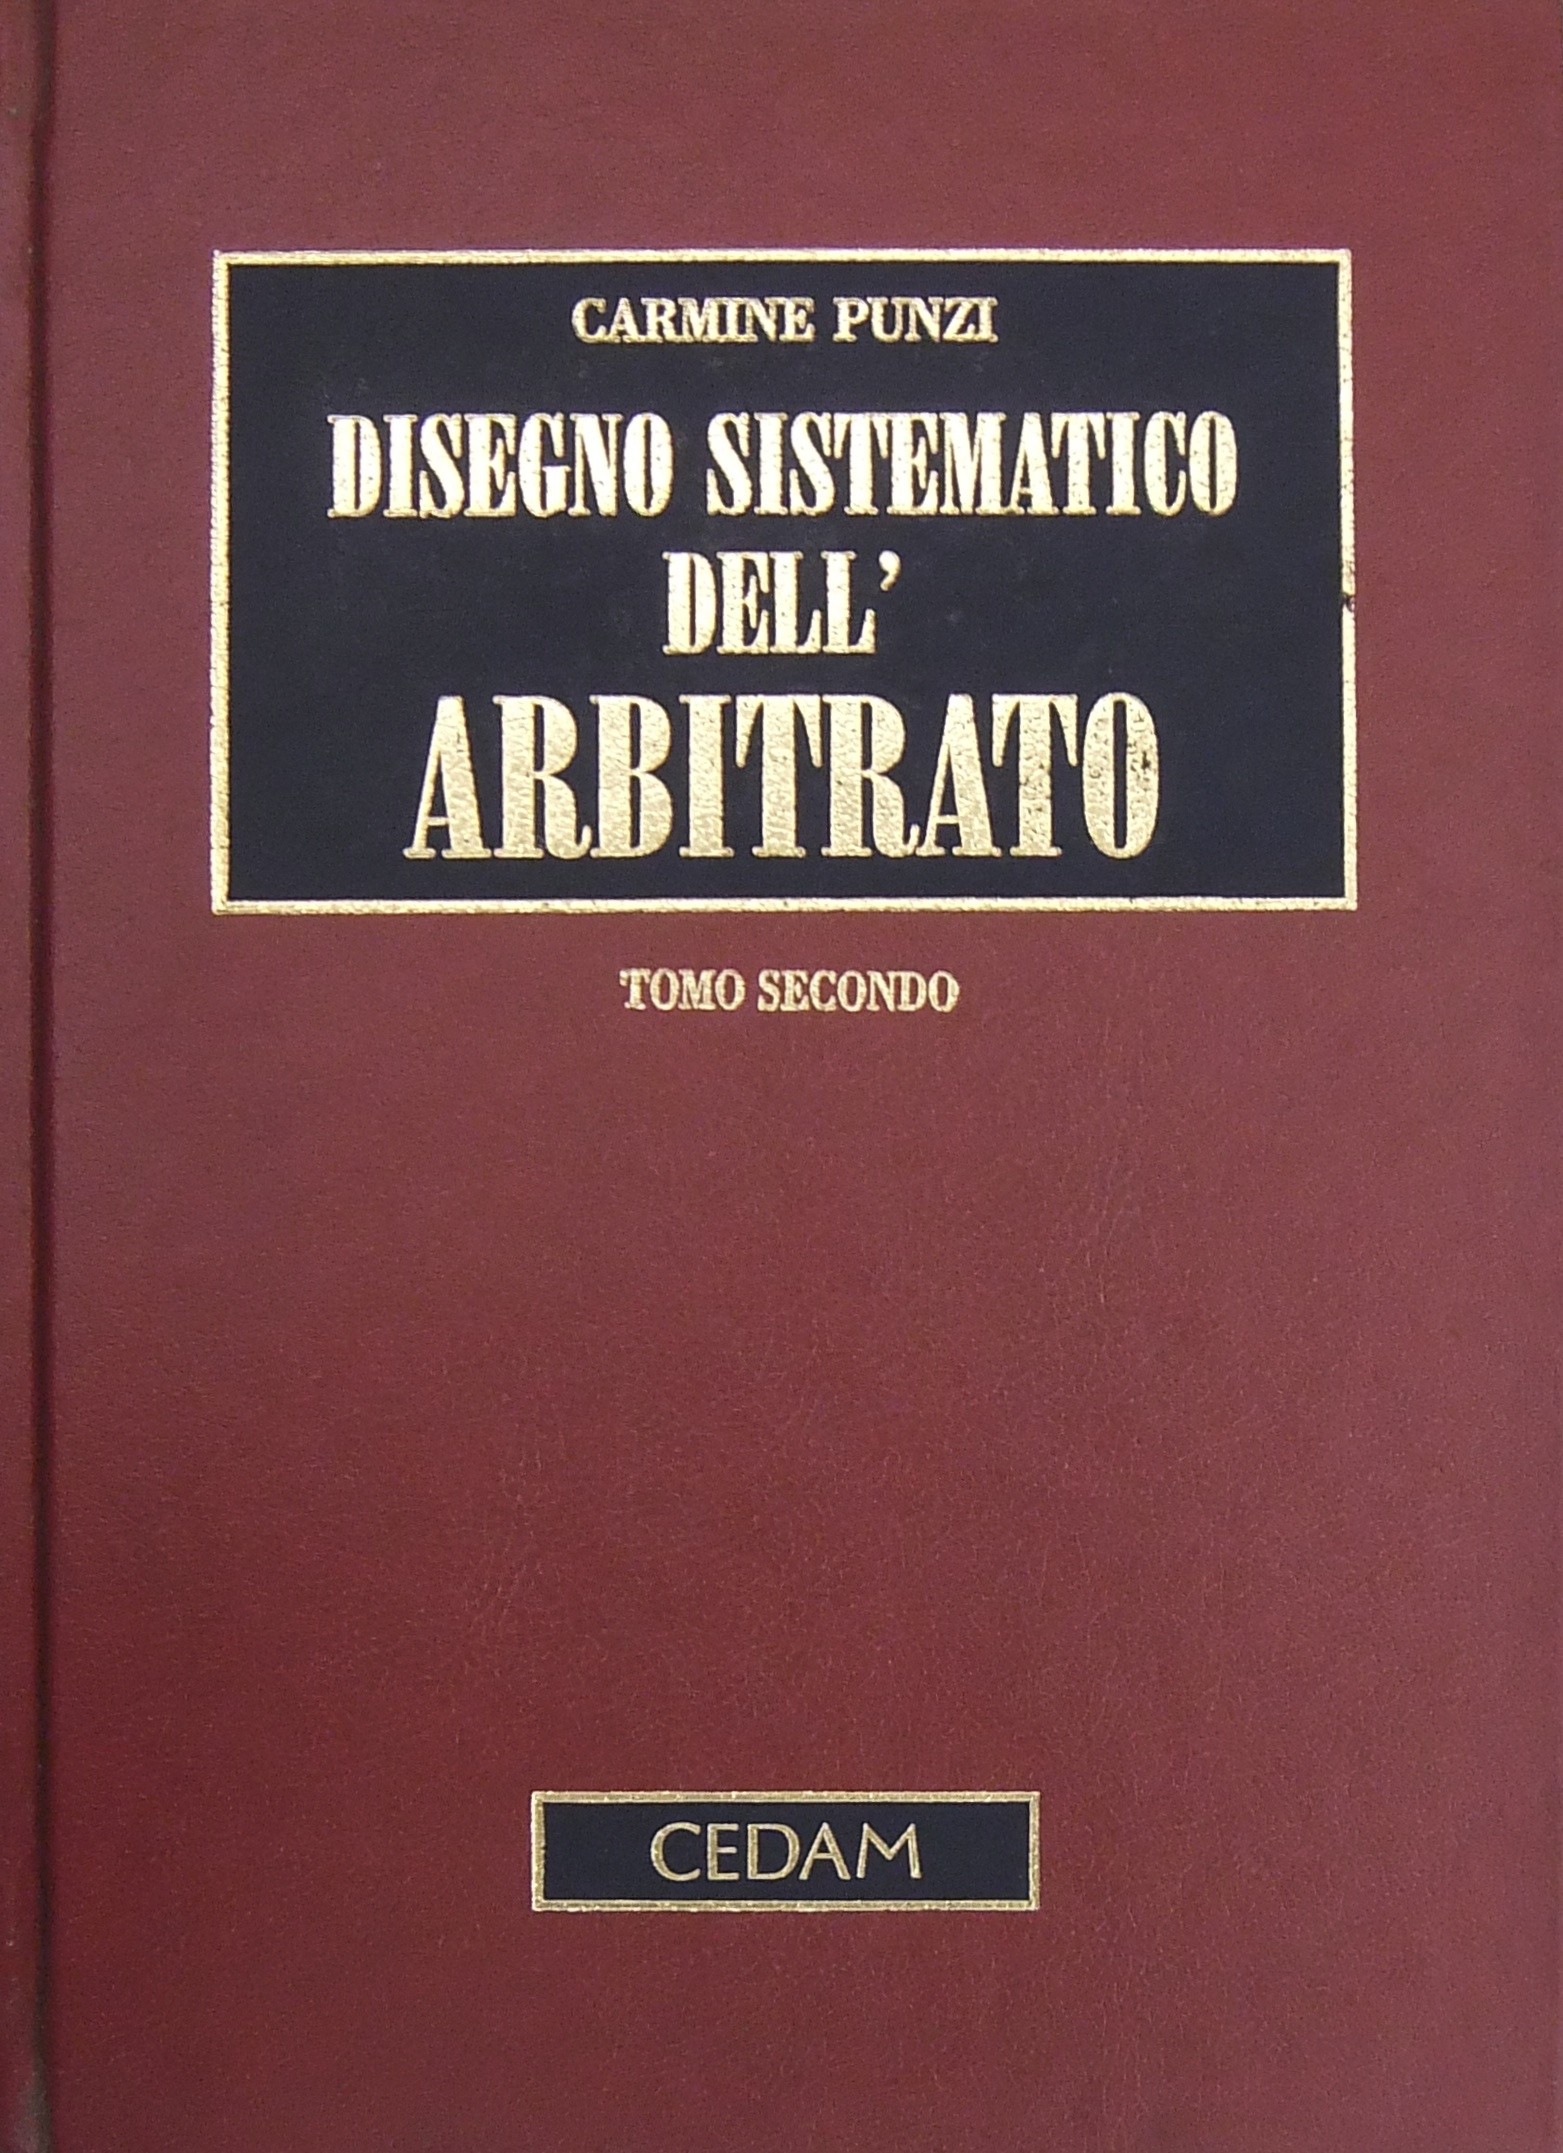 CARMINE PUNZI
DISEGNO SISTEMATICO
DELL'
ARBITRATO
TOMO SECONDO
CEDAM